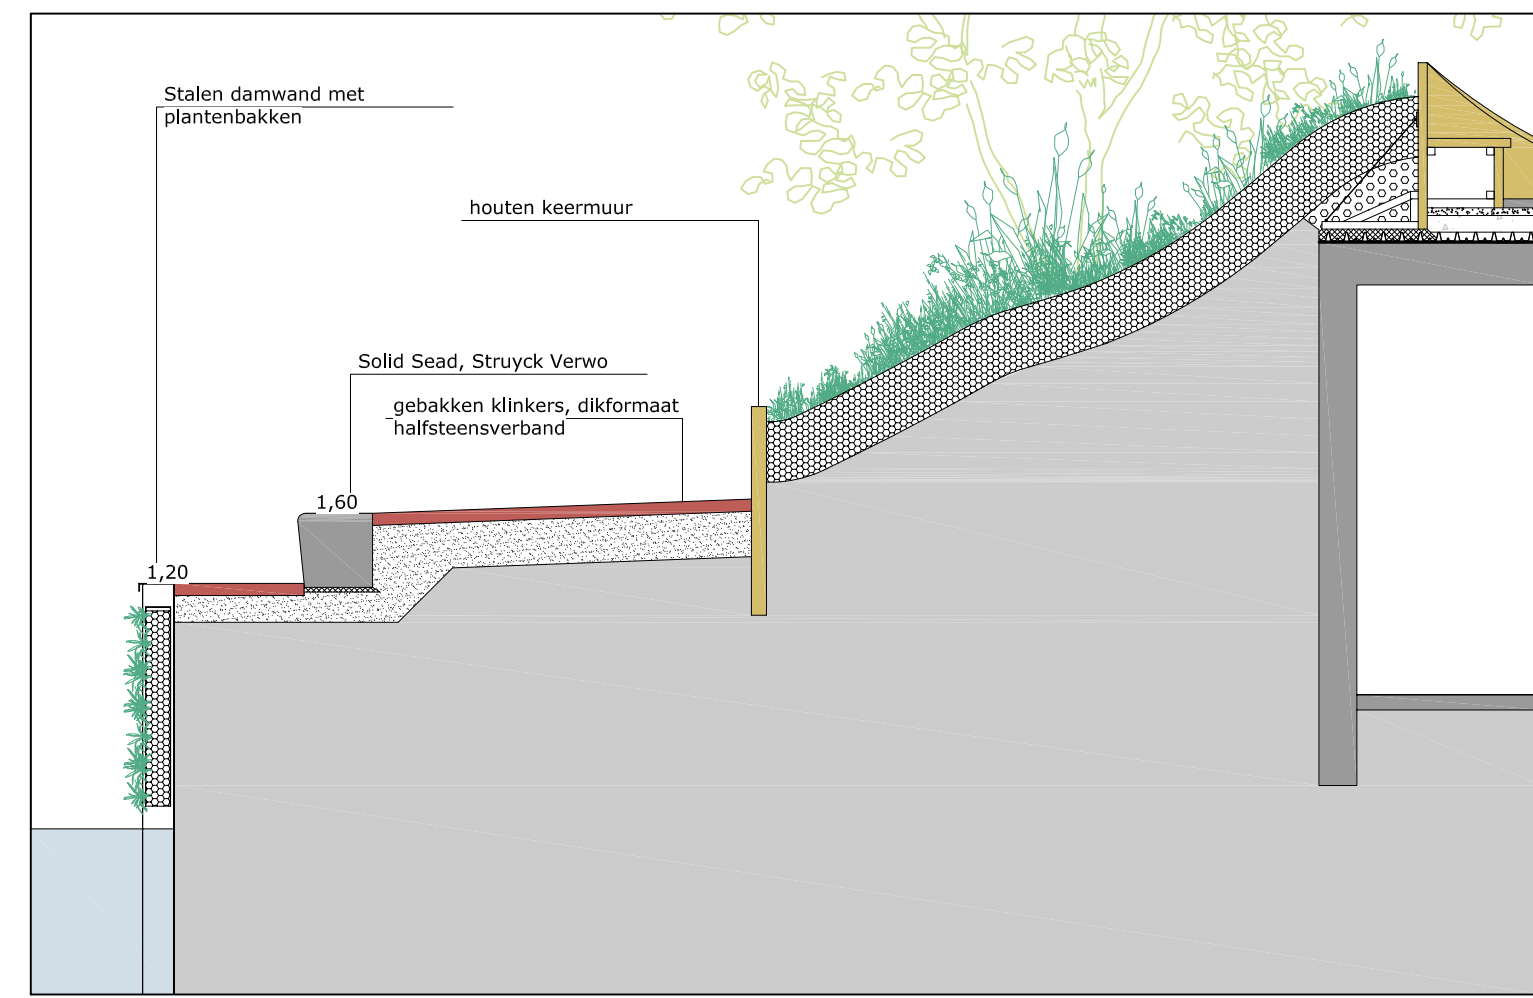 Stalen damwand met
plantenbakken
houten keermuur
Solid Sead, Struyck Verwo
gebakken klinkers, dikformaat
halfsteensverband
1,60
1,20